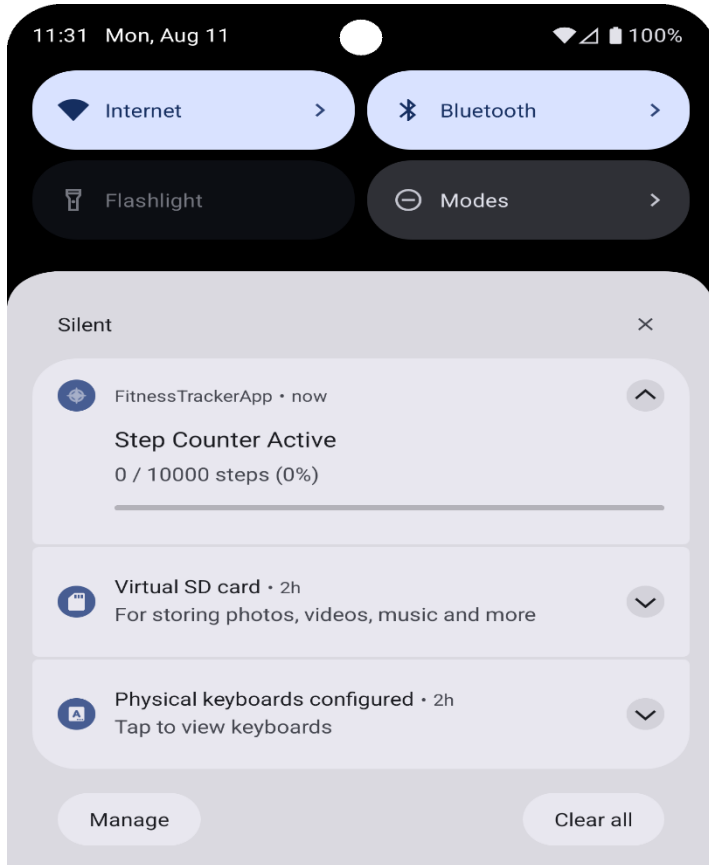 11:31 Mon, Aug 11 100%
Internet Bluetooth
Flashlight Modes
Silent
FitnessTrackerApp • now
Step Counter Active
0 / 10000 steps (0%)
Virtual SD card • 2h
For storing photos, videos, music and more
Physical keyboards configured • 2h
Tap to view keyboards
Manage Clear all